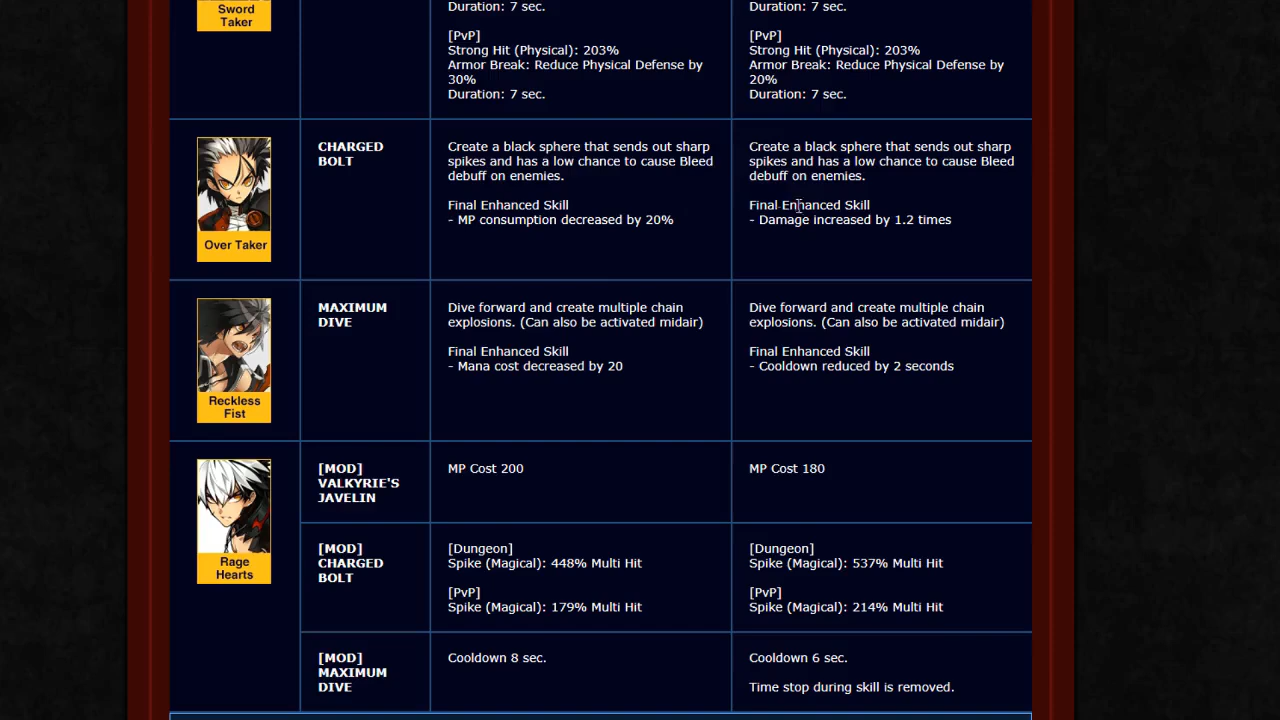 Sword
Taker
Duration: 7 sec.
[PvP]
Strong Hit (Physical): 203%
Armor Break: Reduce Physical Defense by
30%
Duration: 7 sec.
Duration: 7 sec.
[PvP]
Strong Hit (Physical): 203%
Armor Break: Reduce Physical Defense by
20%
Duration: 7 sec.
Over Taker
CHARGED
BOLT
Create a black sphere that sends out sharp
spikes and has a low chance to cause Bleed
debuff on enemies.
Final Enhanced Skill
- MP consumption decreased by 20%
Create a black sphere that sends out sharp
spikes and has a low chance to cause Bleed
debuff on enemies.
Final Enhanced Skill
- Damage increased by 1.2 times
Reckless
Fist
MAXIMUM
DIVE
Dive forward and create multiple chain
explosions. (Can also be activated midair)
Final Enhanced Skill
- Mana cost decreased by 20
Dive forward and create multiple chain
explosions. (Can also be activated midair)
Final Enhanced Skill
- Cooldown reduced by 2 seconds
Rage
Hearts
[MOD]
VALKYRIE'S
JAVELIN
MP Cost 200
MP Cost 180
[MOD]
CHARGED
BOLT
[Dungeon]
Spike (Magical): 448% Multi Hit
[PvP]
Spike (Magical): 179% Multi Hit
[Dungeon]
Spike (Magical): 537% Multi Hit
[PvP]
Spike (Magical): 214% Multi Hit
[MOD]
MAXIMUM
DIVE
Cooldown 8 sec.
Cooldown 6 sec.
Time stop during skill is removed.